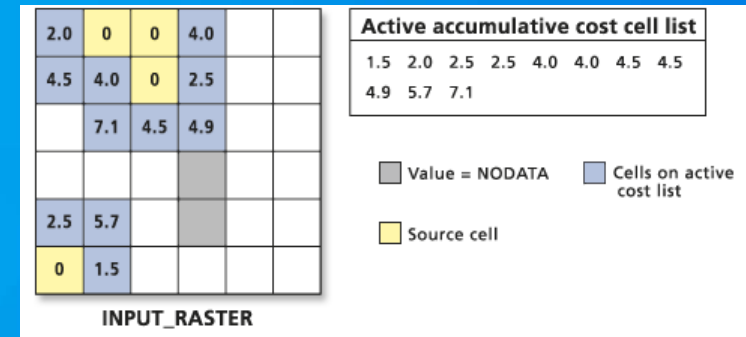 2.0 0 0 4.0
4.5 4.0 0 2.5
7.1 4.5 4.9
2.5 5.7
0 1.5
INPUT_RASTER
Active accumulative cost cell list
1.5 2.0 2.5 2.5 4.0 4.0 4.5 4.5
4.9 5.7 7.1
Value = NODATA
Cells on active
cost list
Source cell